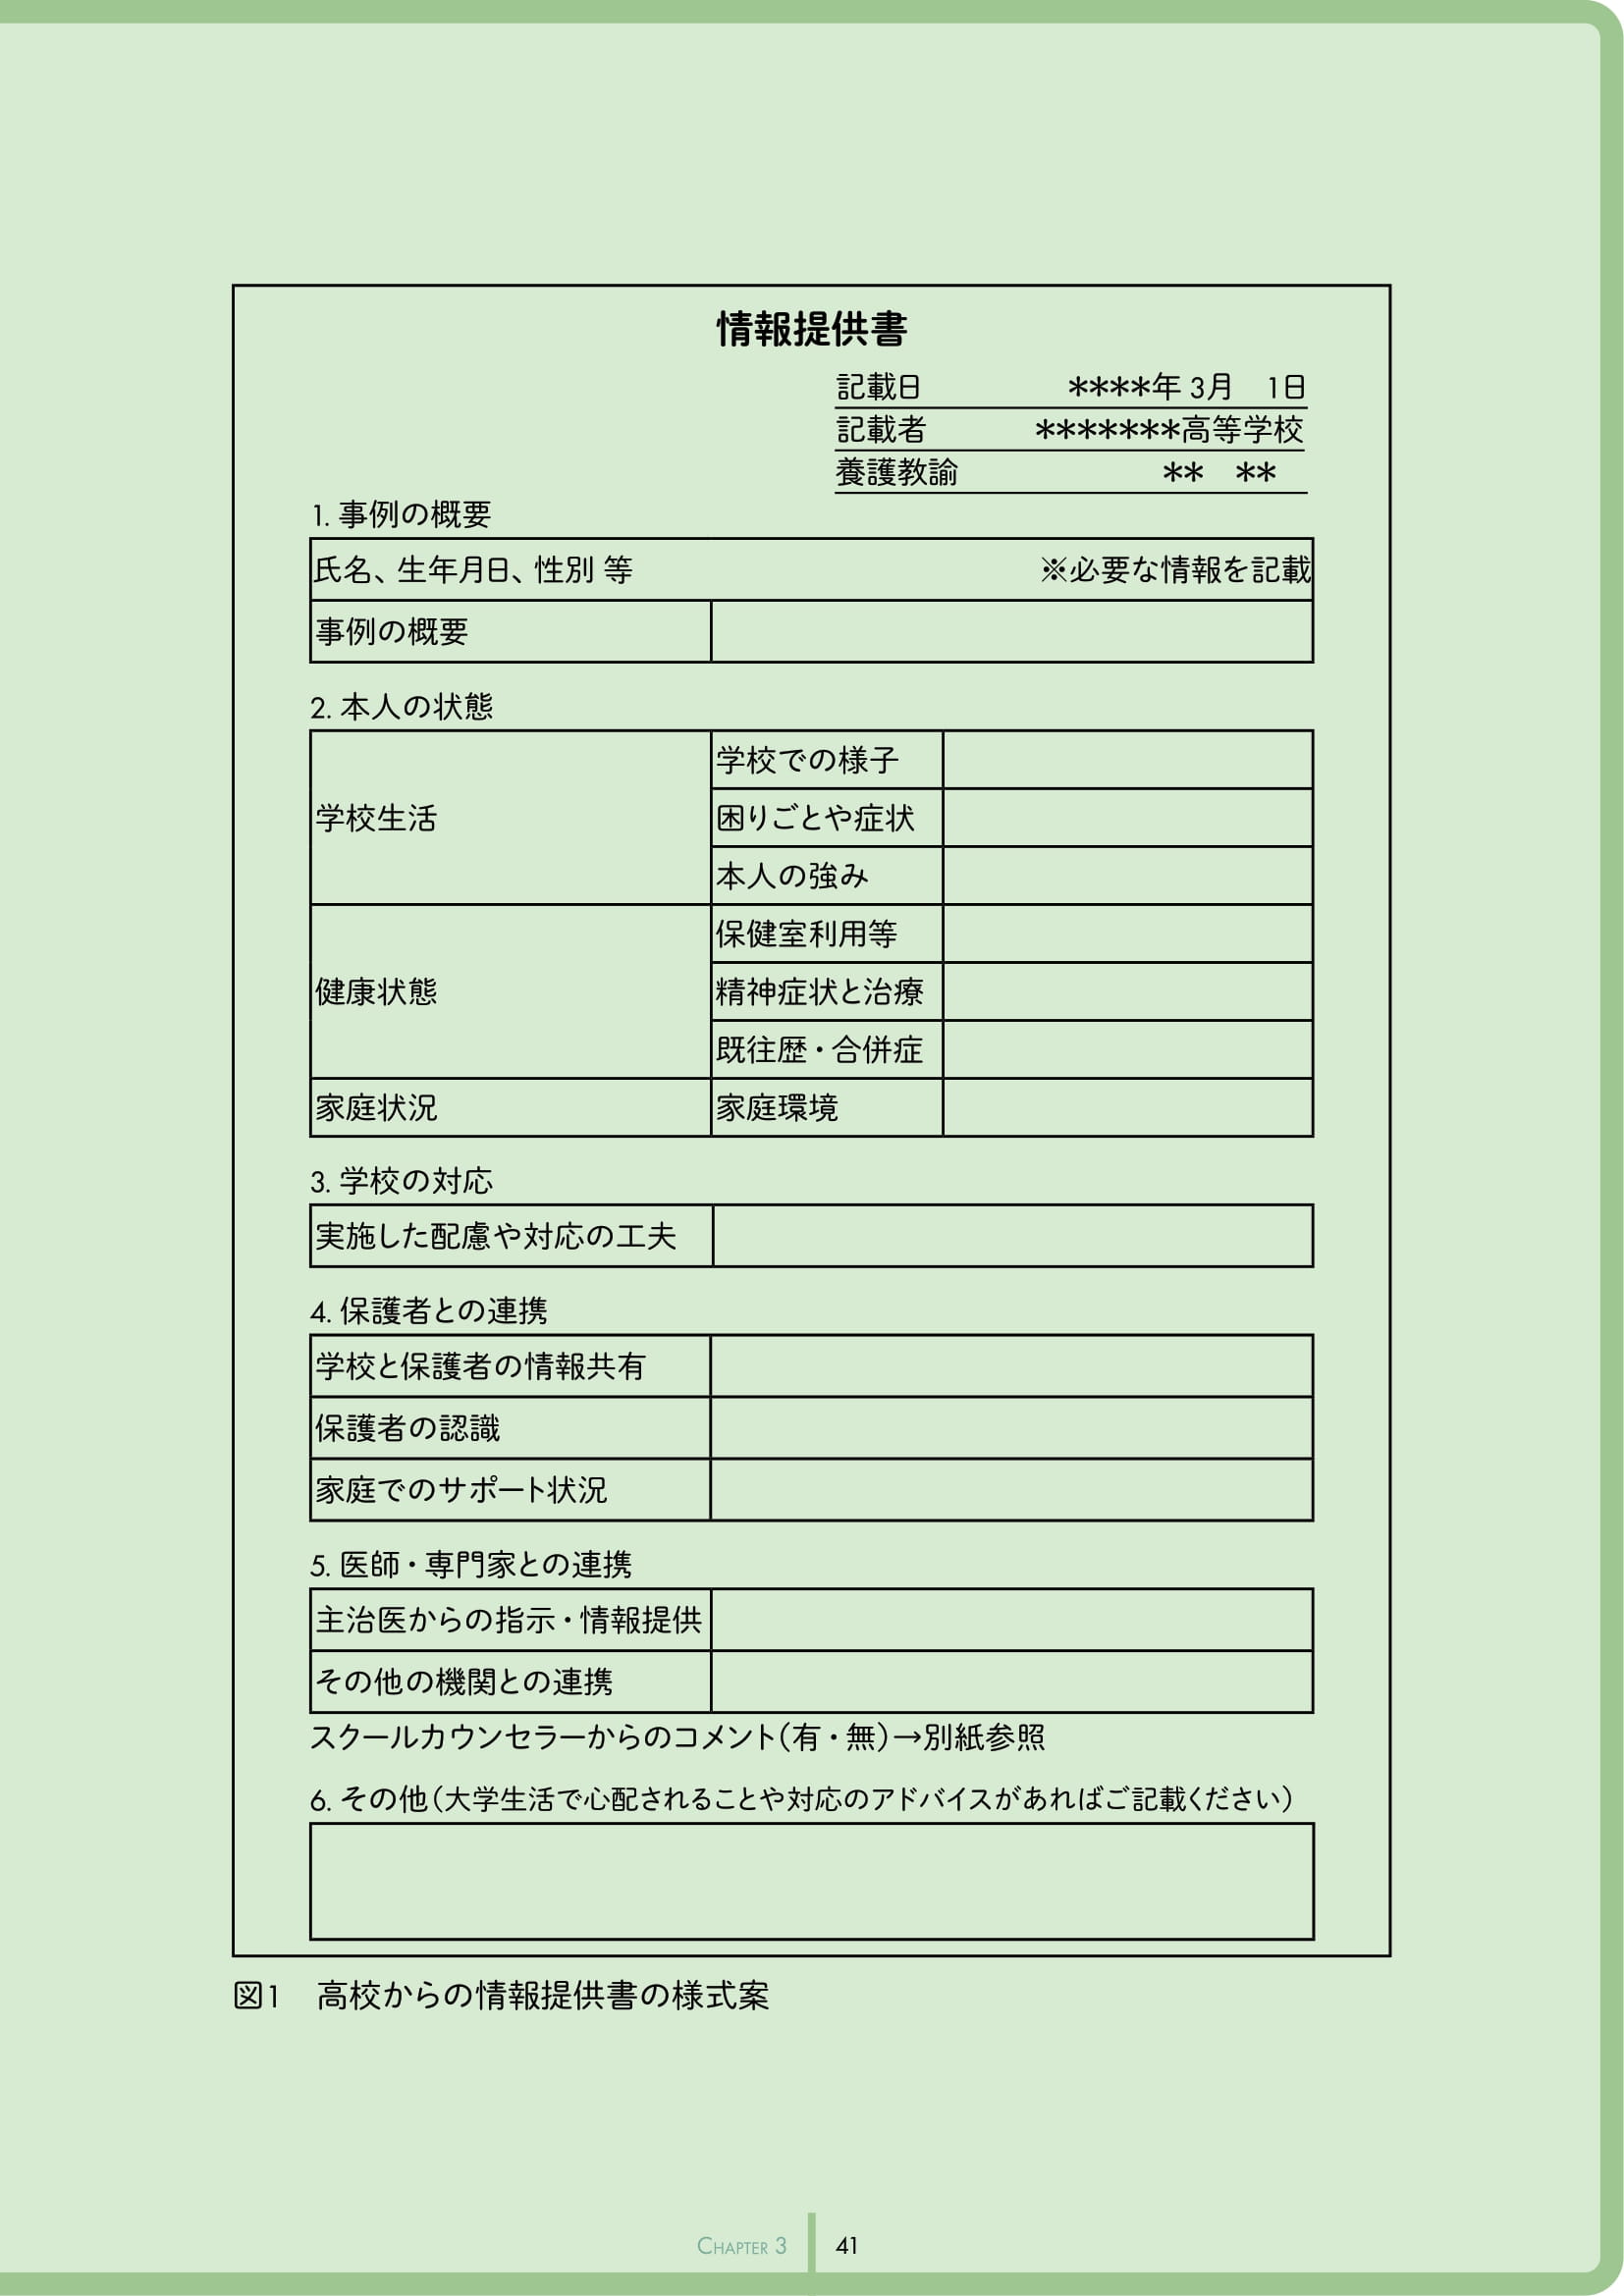 情報提供書
記載日 ****年 3月 1日
記載者 *******高等学校
養護教諭 ** **
1. 事例の概要
氏名、生年月日、性別 等 ※必要な情報を記載
事例の概要
2. 本人の状態
学校生活
学校での様子
困りごとや症状
本人の強み
健康状態
保健室利用等
精神症状と治療
既往歴・合併症
家庭状況 家庭環境
3. 学校の対応
実施した配慮や対応の工夫
4. 保護者との連携
学校と保護者の情報共有
保護者の認識
家庭でのサポート状況
5. 医師・専門家との連携
主治医からの指示・情報提供
その他の機関との連携
スクールカウンセラーからのコメント(有・無)→別紙参照
6. その他(大学生活で心配されることや対応のアドバイスがあればご記載ください)
図1 高校からの情報提供書の様式案
CHAPTER 3 41